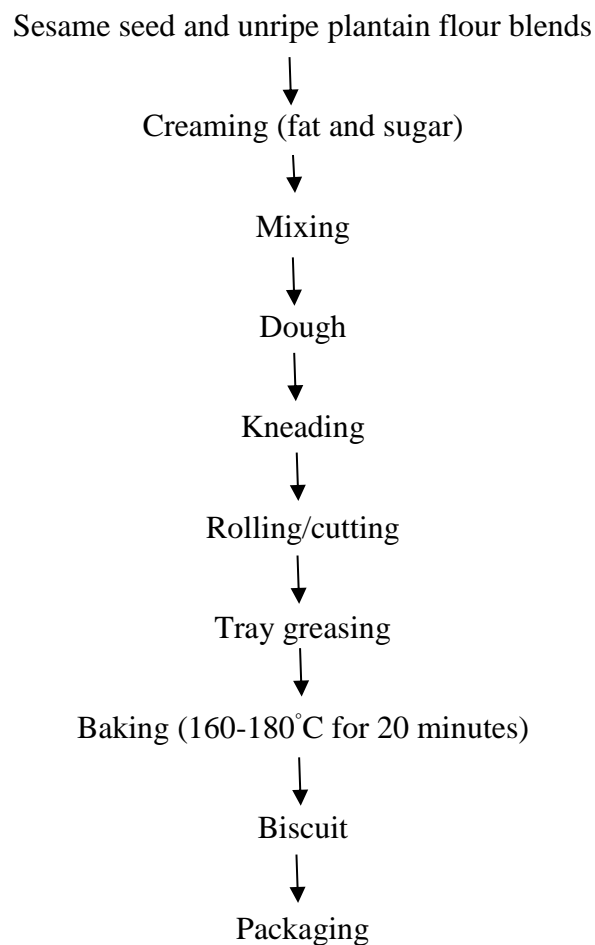 Sesame seed and unripe plantain flour blends
Creaming (fat and sugar)
Mixing
Dough
Kneading
Rolling/cutting
Tray greasing
Baking (160-180°C for 20 minutes)
Biscuit
Packaging